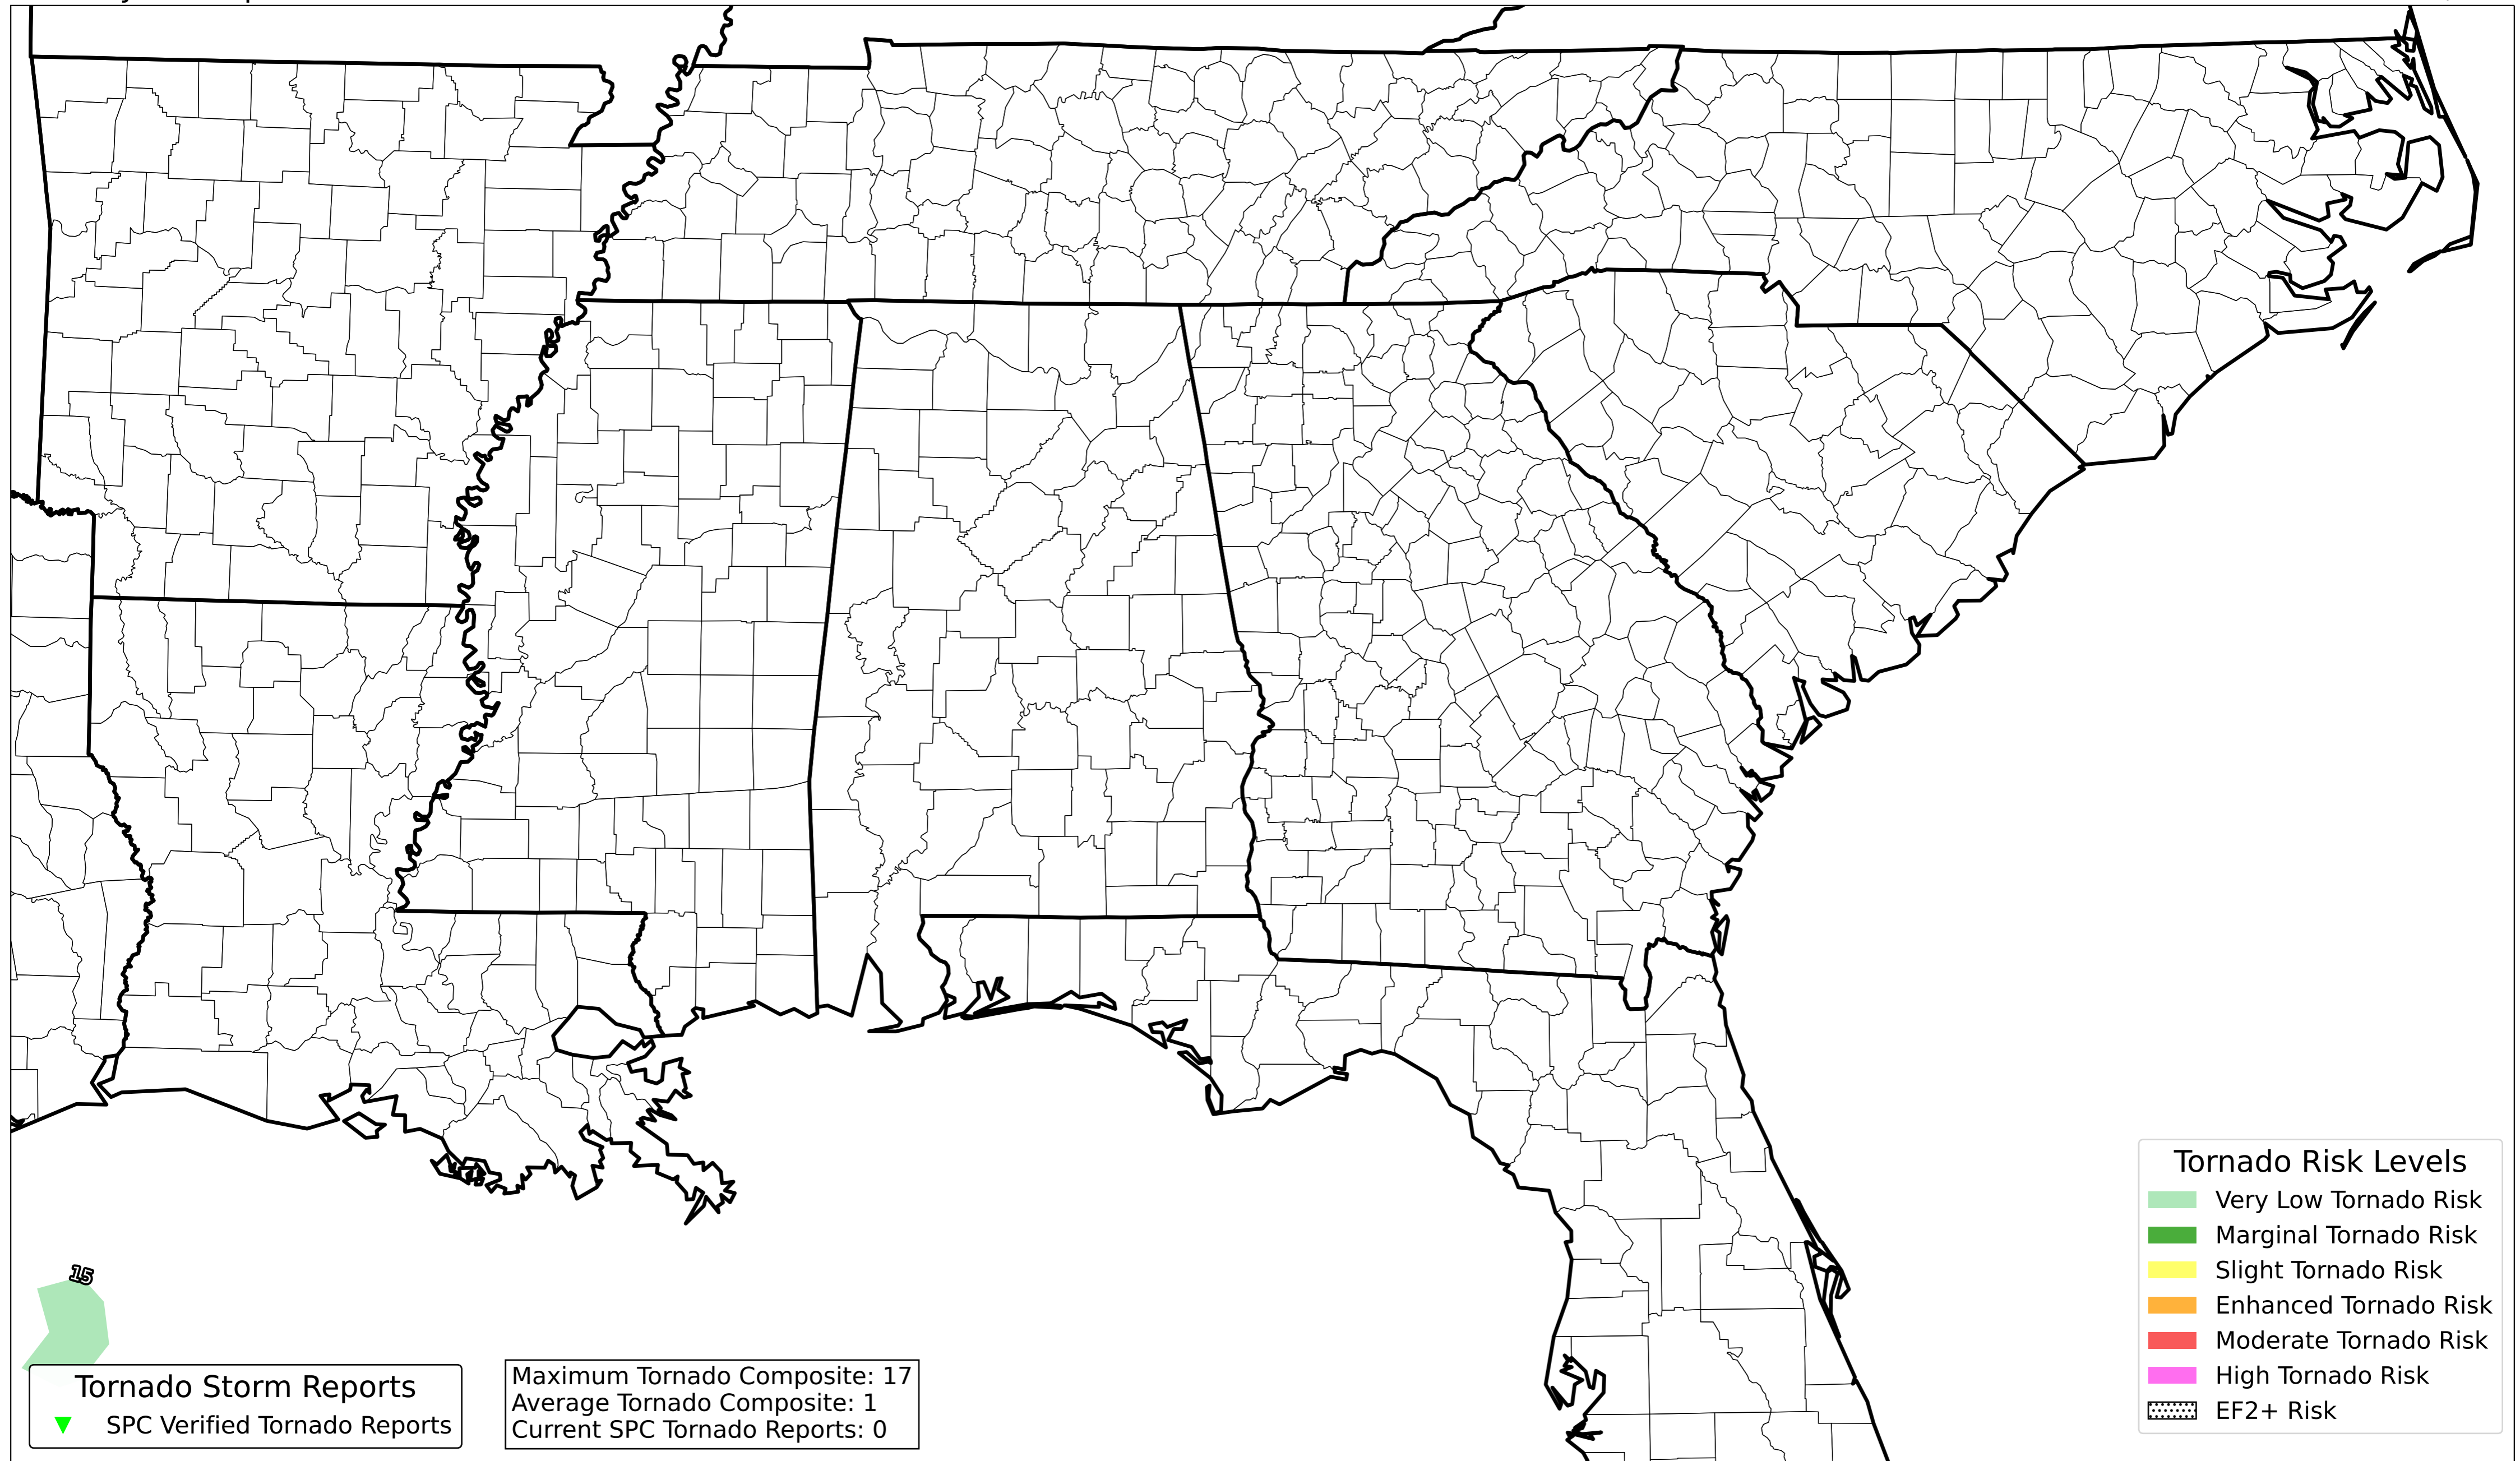 15
Tornado Storm Reports
SPC Verified Tornado Reports
Maximum Tornado Composite: 17
Average Tornado Composite: 1
Current SPC Tornado Reports: 0
Tornado Risk Levels
Very Low Tornado Risk
Marginal Tornado Risk
Slight Tornado Risk
Enhanced Tornado Risk
Moderate Tornado Risk
High Tornado Risk
EF2+ Risk